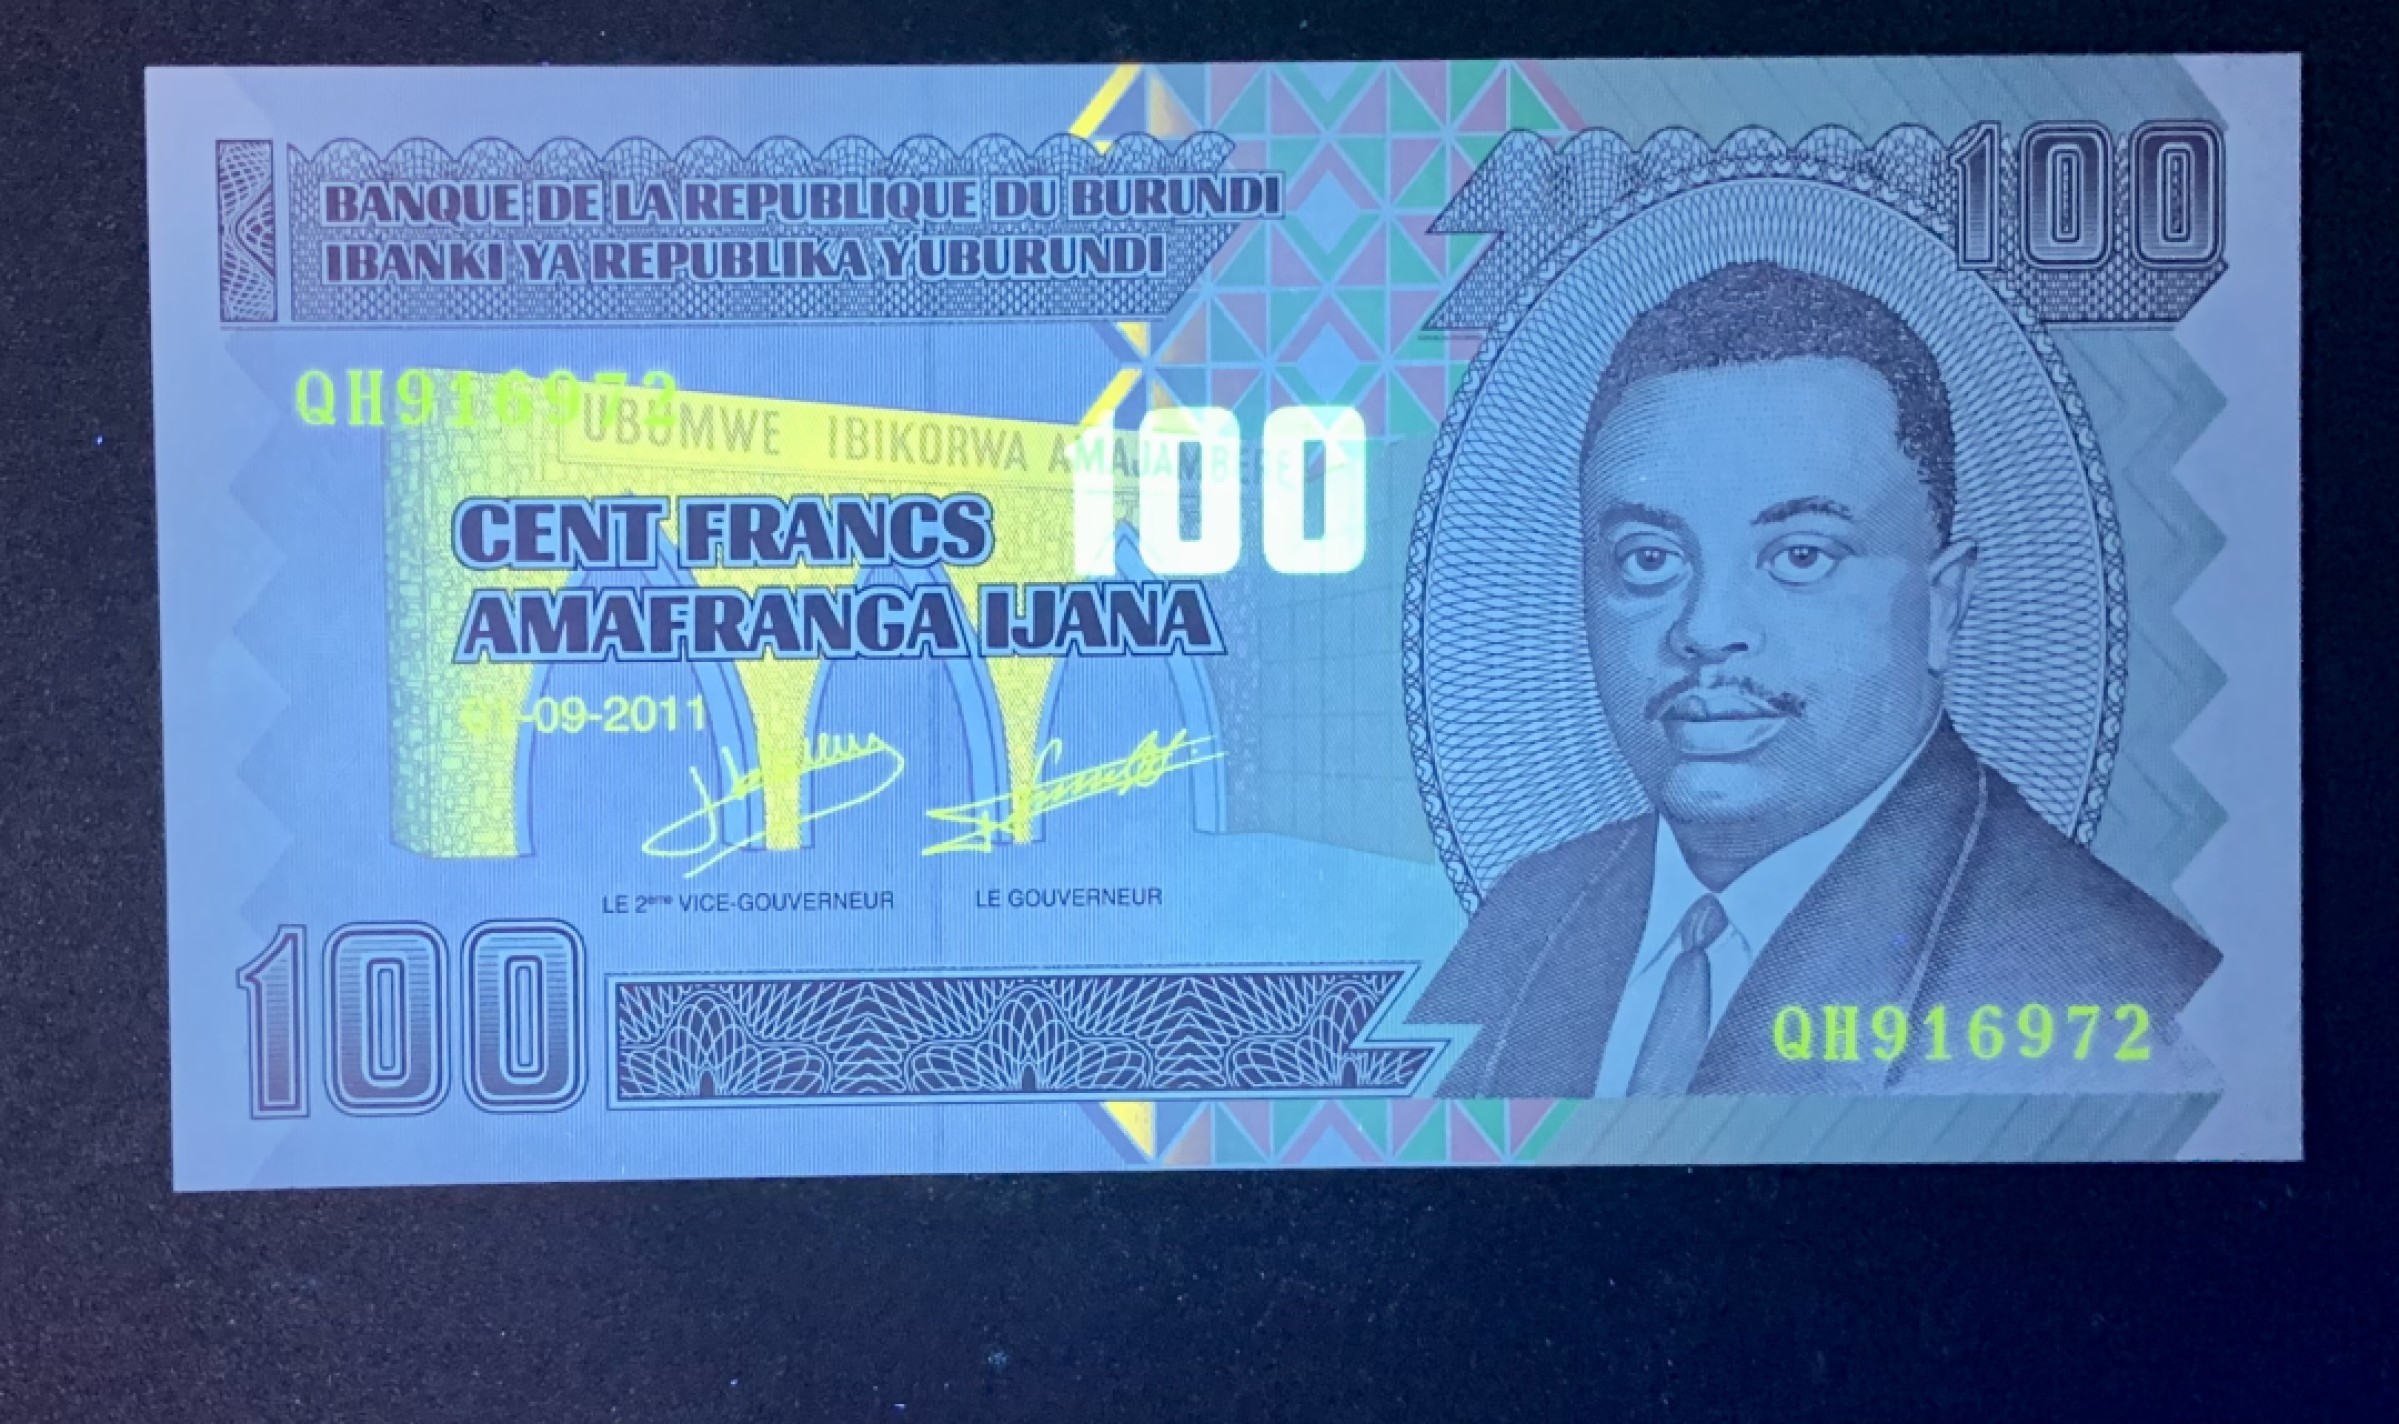 BANQUE DE LA REPUBLIQUE DU BURUNDI
100
IBANKI YA REPUBLIKA Y'UBURUNDI
QH916972
UBUMWE IBIKORWA AMAJAMBERE
100
CENT FRANCS
AMAFRANGA IJANA
01-09-2011
LE 2ème VICE-GOUVERNEUR LE GOUVERNEUR
100
QH916972